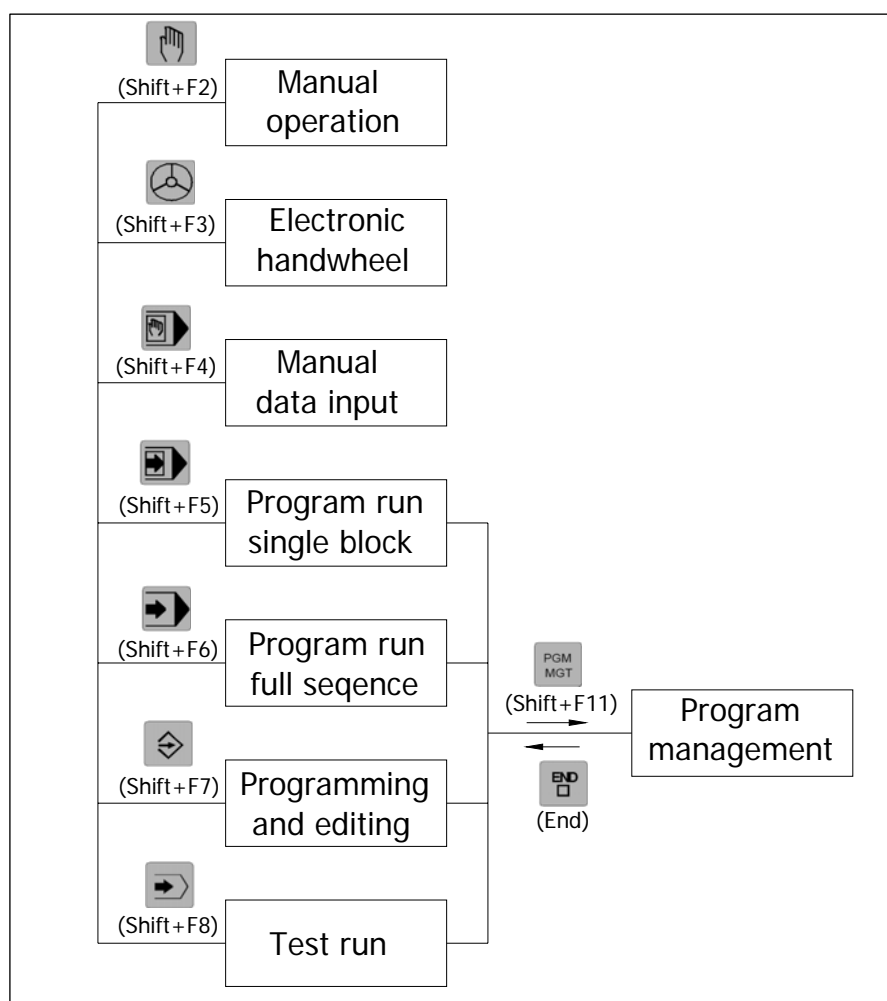 (Shift+F2)
Manual
operation
(Shift+F3)
Electronic
handwheel
(Shift+F4)
Manual
data input
(Shift+F5)
Program run
single block
(Shift+F6)
Program run
full seqence
(Shift+F7)
Programming
and editing
(Shift+F8)
Test run
PGM
MGT
(Shift+F11)
END
(End)
Program
management